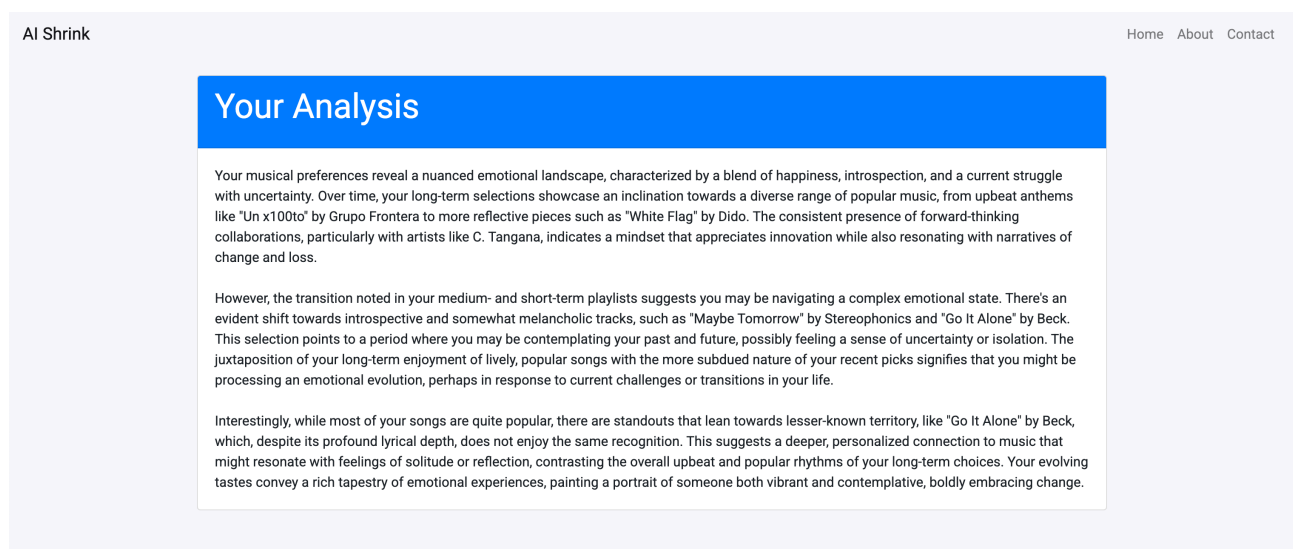 AI Shrink
Home About Contact
Your Analysis
Your musical preferences reveal a nuanced emotional landscape, characterized by a blend of happiness, introspection, and a current struggle
with uncertainty. Over time, your long-term selections showcase an inclination towards a diverse range of popular music, from upbeat anthems
like "Un x100to" by Grupo Frontera to more reflective pieces such as "White Flag" by Dido. The consistent presence of forward-thinking
collaborations, particularly with artists like C. Tangana, indicates a mindset that appreciates innovation while also resonating with narratives of
change and loss.
However, the transition noted in your medium- and short-term playlists suggests you may be navigating a complex emotional state. There's an
evident shift towards introspective and somewhat melancholic tracks, such as "Maybe Tomorrow" by Stereophonics and "Go It Alone" by Beck.
This selection points to a period where you may be contemplating your past and future, possibly feeling a sense of uncertainty or isolation. The
juxtaposition of your long-term enjoyment of lively, popular songs with the more subdued nature of your recent picks signifies that you might be
processing an emotional evolution, perhaps in response to current challenges or transitions in your life.
Interestingly, while most of your songs are quite popular, there are standouts that lean towards lesser-known territory, like "Go It Alone" by Beck,
which, despite its profound lyrical depth, does not enjoy the same recognition. This suggests a deeper, personalized connection to music that
might resonate with feelings of solitude or reflection, contrasting the overall upbeat and popular rhythms of your long-term choices. Your evolving
tastes convey a rich tapestry of emotional experiences, painting a portrait of someone both vibrant and contemplative, boldly embracing change.